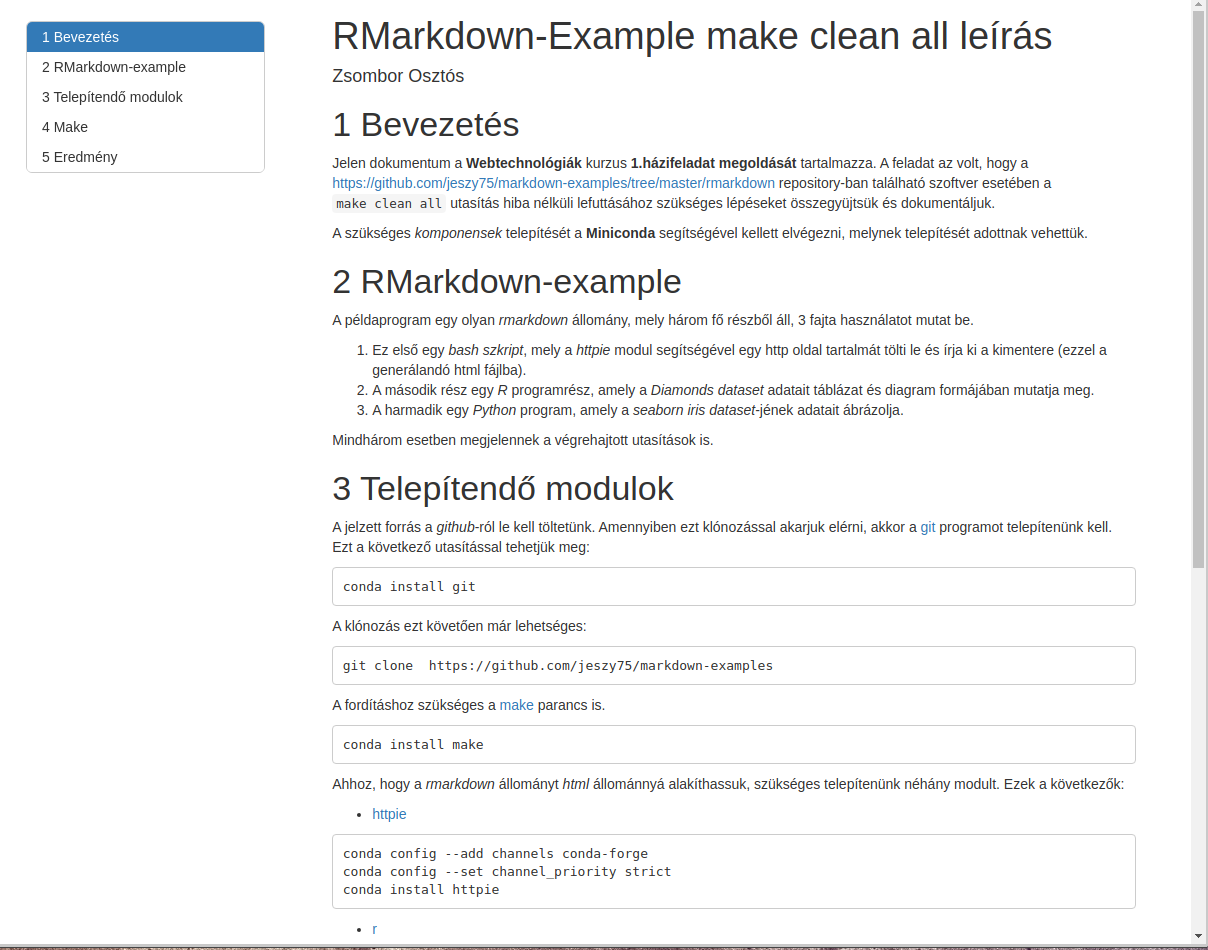 1 Bevezetés
2 RMarkdown-example
3 Telepítendő modulok
4 Make
5 Eredmény
RMarkdown-Example make clean all leírás
Zsombor Osztós
1 Bevezetés
Jelen dokumentum a Webtechnológiák kurzus 1.házifeladat megoldását tartalmazza. A feladat az volt, hogy a
https://github.com/jeszy75/markdown-examples/tree/master/rmarkdown repository-ban található szoftver esetében a
make clean all utasítás hiba nélküli lefuttásához szükséges lépéseket összegyüjtsük és dokumentáljuk.
A szükséges komponensek telepítését a Miniconda segítségével kellett elvégezni, melynek telepítését adottnak vehettük.
2 RMarkdown-example
A példaprogram egy olyan rmarkdown állomány, mely három fő részből áll, 3 fajta használatot mutat be.
1. Ez első egy bash szkript, mely a httpie modul segítségével egy http oldal tartalmát tölti le és írja ki a kimentere (ezzel a
generálandó html fájlba).
2. A második rész egy R programrész, amely a Diamonds dataset adatait táblázat és diagram formájában mutatja meg.
3. A harmadik egy Python program, amely a seaborn iris dataset-jének adatait ábrázolja.
Mindhárom esetben megjelennek a végrehajtott utasítások is.
3 Telepítendő modulok
A jelzett forrás a github-ról le kell töltetünk. Amennyiben ezt klónozással akarjuk elérni, akkor a git programot telepítenünk kell.
Ezt a következő utasítással tehetjük meg:
conda install git
A klónozás ezt követően már lehetséges:
git clone  https://github.com/jeszy75/markdown-examples
A fordításhoz szükséges a make parancs is.
conda install make
Ahhoz, hogy a rmarkdown állományt html állománnyá alakíthassuk, szükséges telepítenünk néhány modult. Ezek a következők:
• httpie
conda config --add channels conda-forge
conda config --set channel_priority strict
conda install httpie
• r